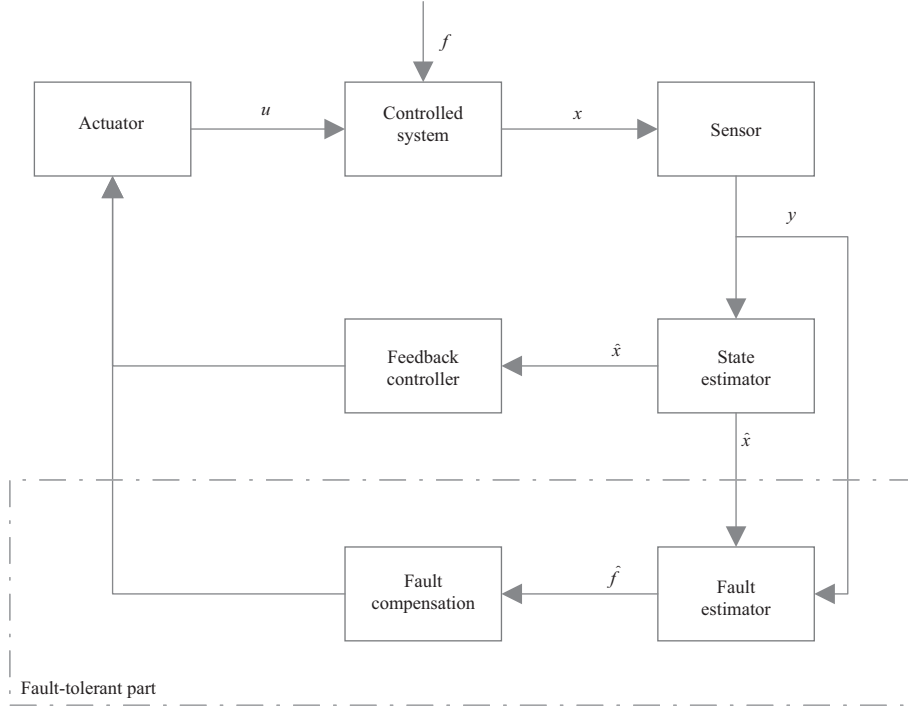 f
Actuator
u
Controlled
system
x
Sensor
y
Feedback
controller
x̂
State
estimator
x̂
Fault
compensation
f̂
Fault
estimator
Fault-tolerant part